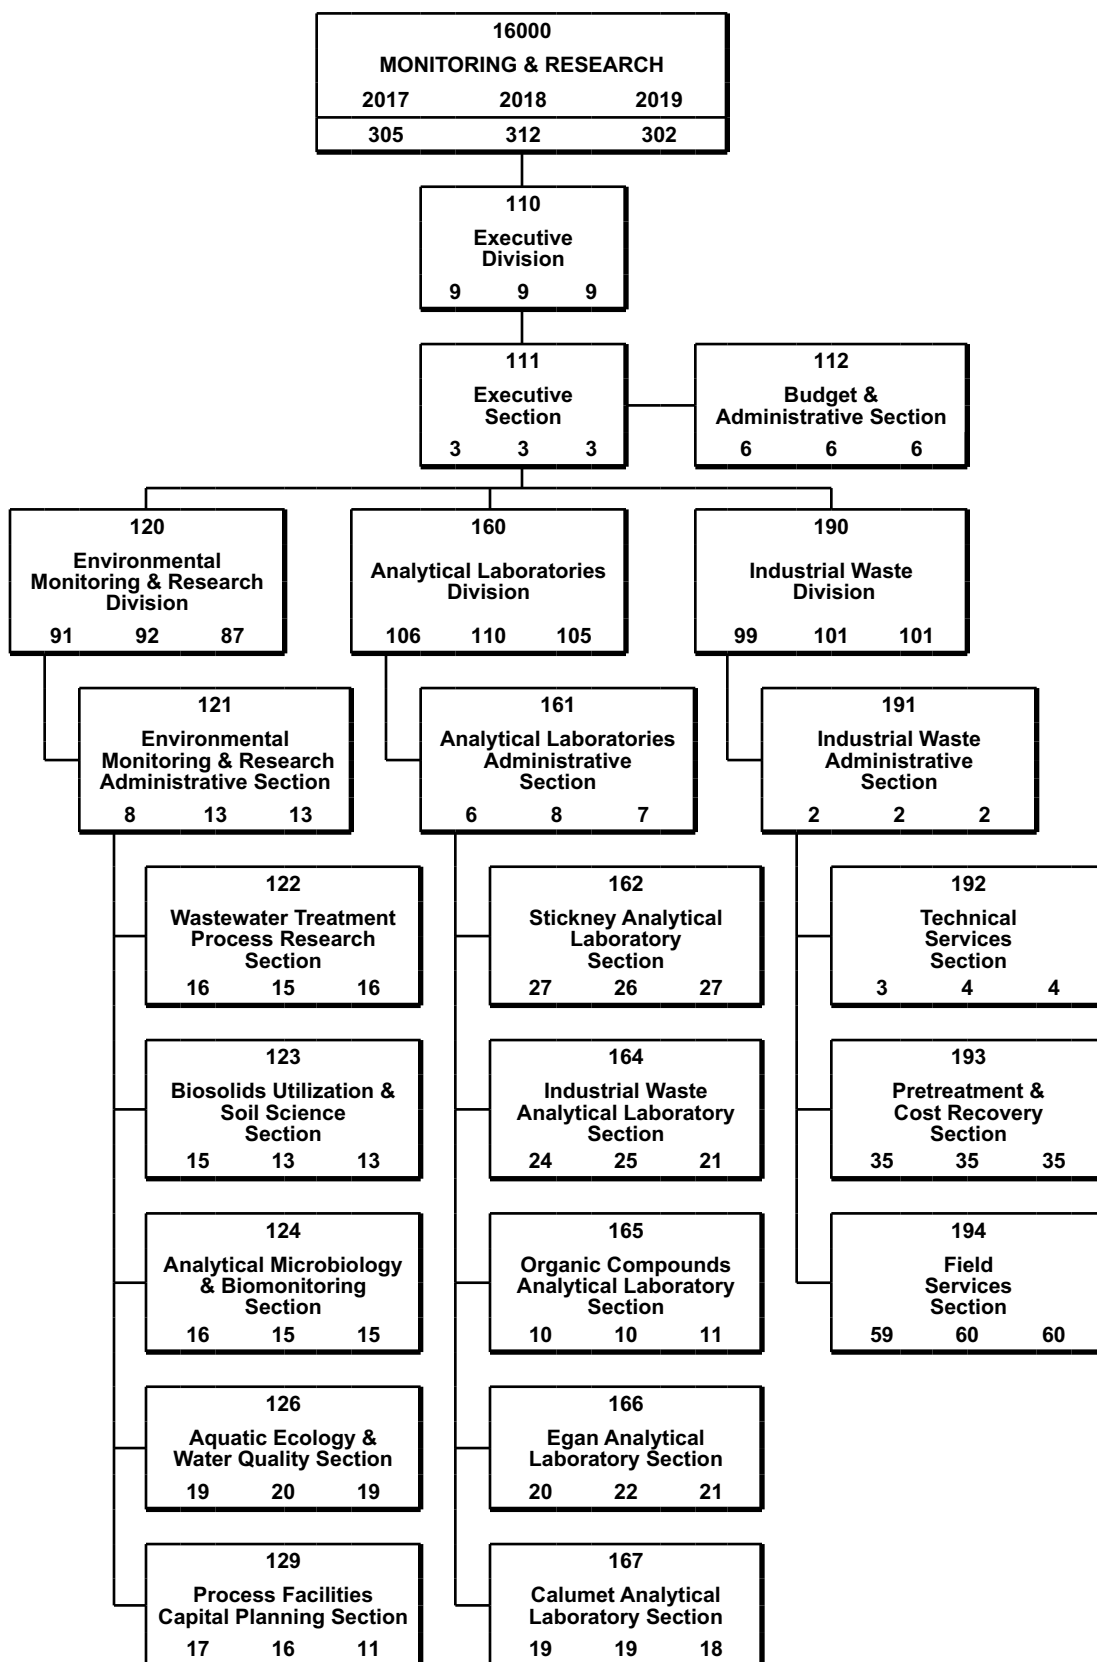 16000
MONITORING & RESEARCH
2017 2018 2019
305 312 302
110
Executive
Division
9 9 9
111
Executive
Section
3 3 3
112
Budget &
Administrative Section
6 6 6
120
Environmental
Monitoring & Research
Division
91 92 87
160
Analytical Laboratories
Division
106 110 105
190
Industrial Waste
Division
99 101 101
121
Environmental
Monitoring & Research
Administrative Section
8 13 13
161
Analytical Laboratories
Administrative
Section
6 8 7
191
Industrial Waste
Administrative
Section
2 2 2
122
Wastewater Treatment
Process Research
Section
16 15 16
162
Stickney Analytical
Laboratory
Section
27 26 27
192
Technical
Services
Section
3 4 4
123
Biosolids Utilization &
Soil Science
Section
15 13 13
164
Industrial Waste
Analytical Laboratory
Section
24 25 21
193
Pretreatment &
Cost Recovery
Section
35 35 35
124
Analytical Microbiology
& Biomonitoring
Section
16 15 15
165
Organic Compounds
Analytical Laboratory
Section
10 10 11
194
Field
Services
Section
59 60 60
126
Aquatic Ecology &
Water Quality Section
19 20 19
166
Egan Analytical
Laboratory Section
20 22 21
129
Process Facilities
Capital Planning Section
17 16 11
167
Calumet Analytical
Laboratory Section
19 19 18